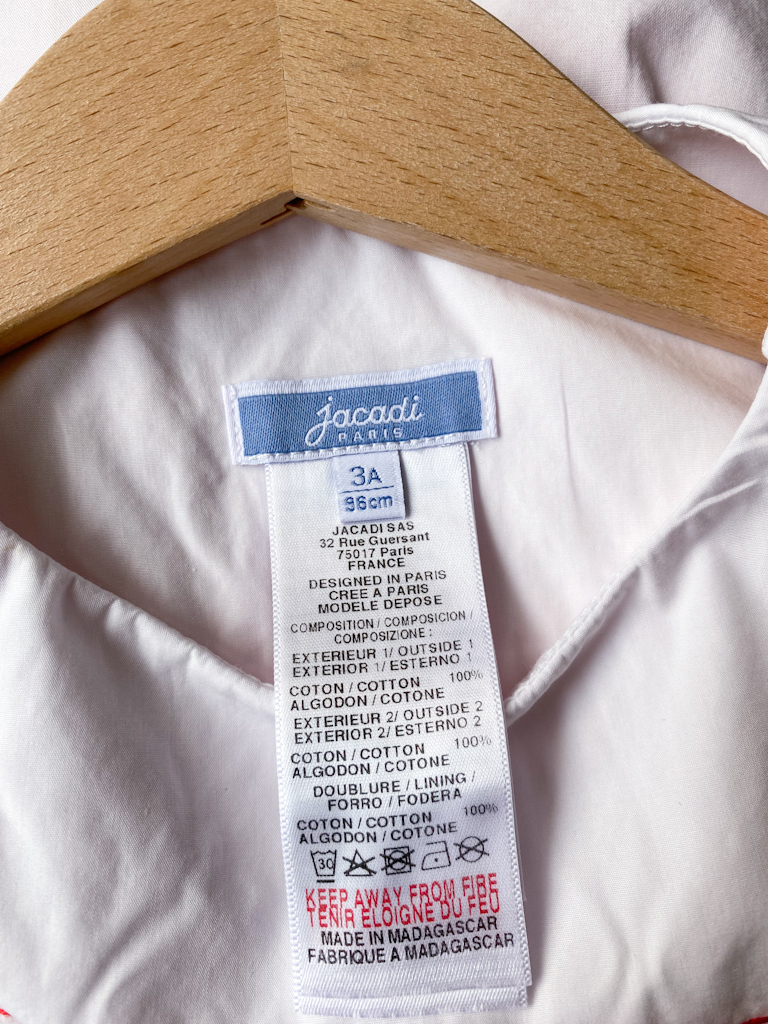 jacadi
PARIS
3A
96cm
JACADI SAS
32 Rue Guersant
75017 Paris
FRANCE
DESIGNED IN PARIS
CREE A PARIS
MODELE DEPOSE
COMPOSITION / COMPOSICION /
COMPOSIZIONE :
EXTERIEUR 1/ OUTSIDE 1
EXTERIOR 1/ ESTERNO 1
COTON / COTTON 100%
ALGODON / COTONE
EXTERIEUR 2/ OUTSIDE 2
EXTERIOR 2/ ESTERNO 2
COTON / COTTON 100%
ALGODON / COTONE
DOUBLURE / LINING /
FORRO / FODERA
COTON / COTTON 100%
ALGODON / COTONE
30
KEEP AWAY FROM FIRE
TENIR ELOIGNE DU FEU
MADE IN MADAGASCAR
FABRIQUE A MADAGASCAR